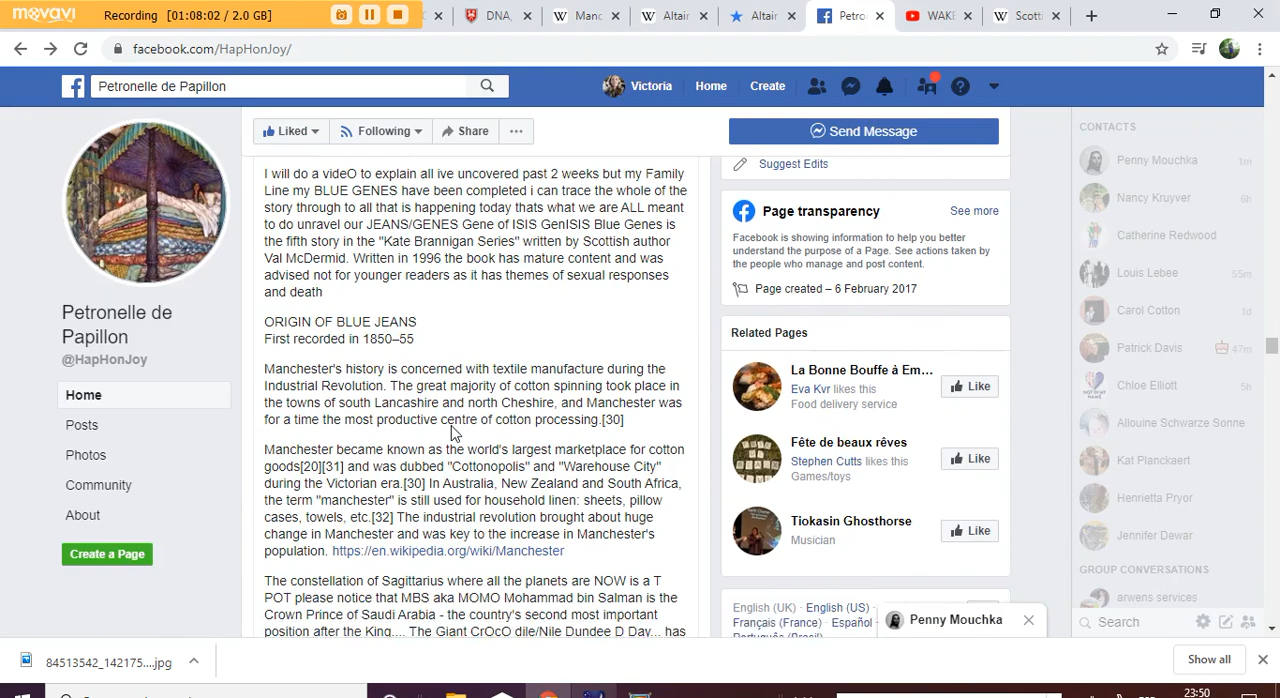 movavi
Recording [01:08:02 / 2.0 GB]
DNA,
Manc
Altair
Altair
Petro
WAKE
Scotti
facebook.com/HapHonJoy/
Petronelle de Papillon
Victoria
Home
Create
Liked
Following
Share
Send Message
Petronelle de
Papillon
@HapHonJoy
Home
Posts
Photos
Community
About
Create a Page
I will do a videO to explain all ive uncovered past 2 weeks but my Family
Line my BLUE GENES have been completed i can trace the whole of the
story through to all that is happening today thats what we are ALL meant
to do unravel our JEANS/GENES Gene of ISIS GenISIS Blue Genes is
the fifth story in the "Kate Brannigan Series" written by Scottish author
Val McDermid. Written in 1996 the book has mature content and was
advised not for younger readers as it has themes of sexual responses
and death
ORIGIN OF BLUE JEANS
First recorded in 1850–55
Manchester's history is concerned with textile manufacture during the
Industrial Revolution. The great majority of cotton spinning took place in
the towns of south Lancashire and north Cheshire, and Manchester was
for a time the most productive centre of cotton processing.[30]
Manchester became known as the world's largest marketplace for cotton
goods[20][31] and was dubbed "Cottonopolis" and "Warehouse City"
during the Victorian era.[30] In Australia, New Zealand and South Africa,
the term "manchester" is still used for household linen: sheets, pillow
cases, towels, etc.[32] The industrial revolution brought about huge
change in Manchester and was key to the increase in Manchester's
population. https://en.wikipedia.org/wiki/Manchester
The constellation of Sagittarius where all the planets are NOW is a T
POT please notice that MBS aka MOMO Mohammad bin Salman is the
Crown Prince of Saudi Arabia - the country's second most important
position after the King.... The Giant CrOcO dile/Nile Dundee D Day... has
Suggest Edits
Page transparency
See more
Facebook is showing information to help you better
understand the purpose of a Page. See actions taken by
the people who manage and post content.
Page created – 6 February 2017
Related Pages
La Bonne Bouffe à Em...
Eva Kvr likes this
Food delivery service
Like
Fête de beaux rêves
Stephen Cutts likes this
Games/toys
Like
Tiokasin Ghosthorse
Musician
Like
English (UK) · English (US) ·
Français (France) · Español
Português (Brasil)
Penny Mouchka
CONTACTS
Penny Mouchka 1m
Nancy Kruyver 6h
Catherine Redwood
Louis Lebee 55m
Carol Cotton 1d
Patrick Davis 47m
Chloe Elliott 5h
Allouine Schwarze Sonne
Kat Planckaert
Henrietta Pryor
Jennifer Dewar
GROUP CONVERSATIONS
arwens services
Search
84513542_142175....jpg
Show all
23:50